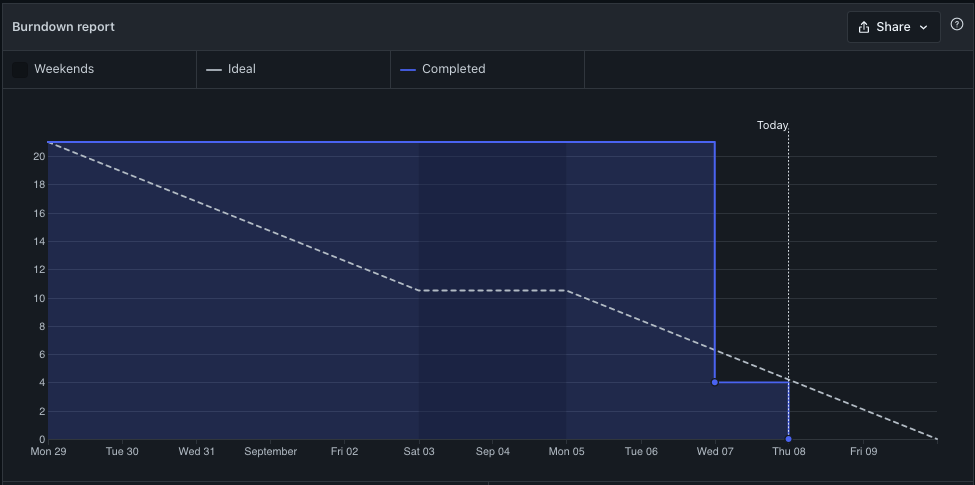 Burndown report
Share
Weekends
Ideal
Completed
Today
20
18
16
14
12
10
8
6
4
2
0
Mon 29 Tue 30 Wed 31 September Fri 02 Sat 03 Sep 04 Mon 05 Tue 06 Wed 07 Thu 08 Fri 09